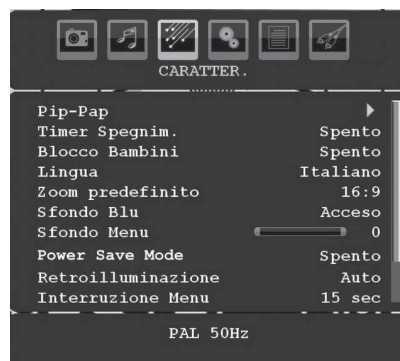 CARATTER.
Pip-Pap
Timer Spegnim. Spento
Blocco Bambini Spento
Lingua Italiano
Zoom predefinito 16:9
Sfondo Blu Acceso
Sfondo Menu 0
Power Save Mode Spento
Retroilluminazione Auto
Interruzione Menu 15 sec
PAL 50Hz